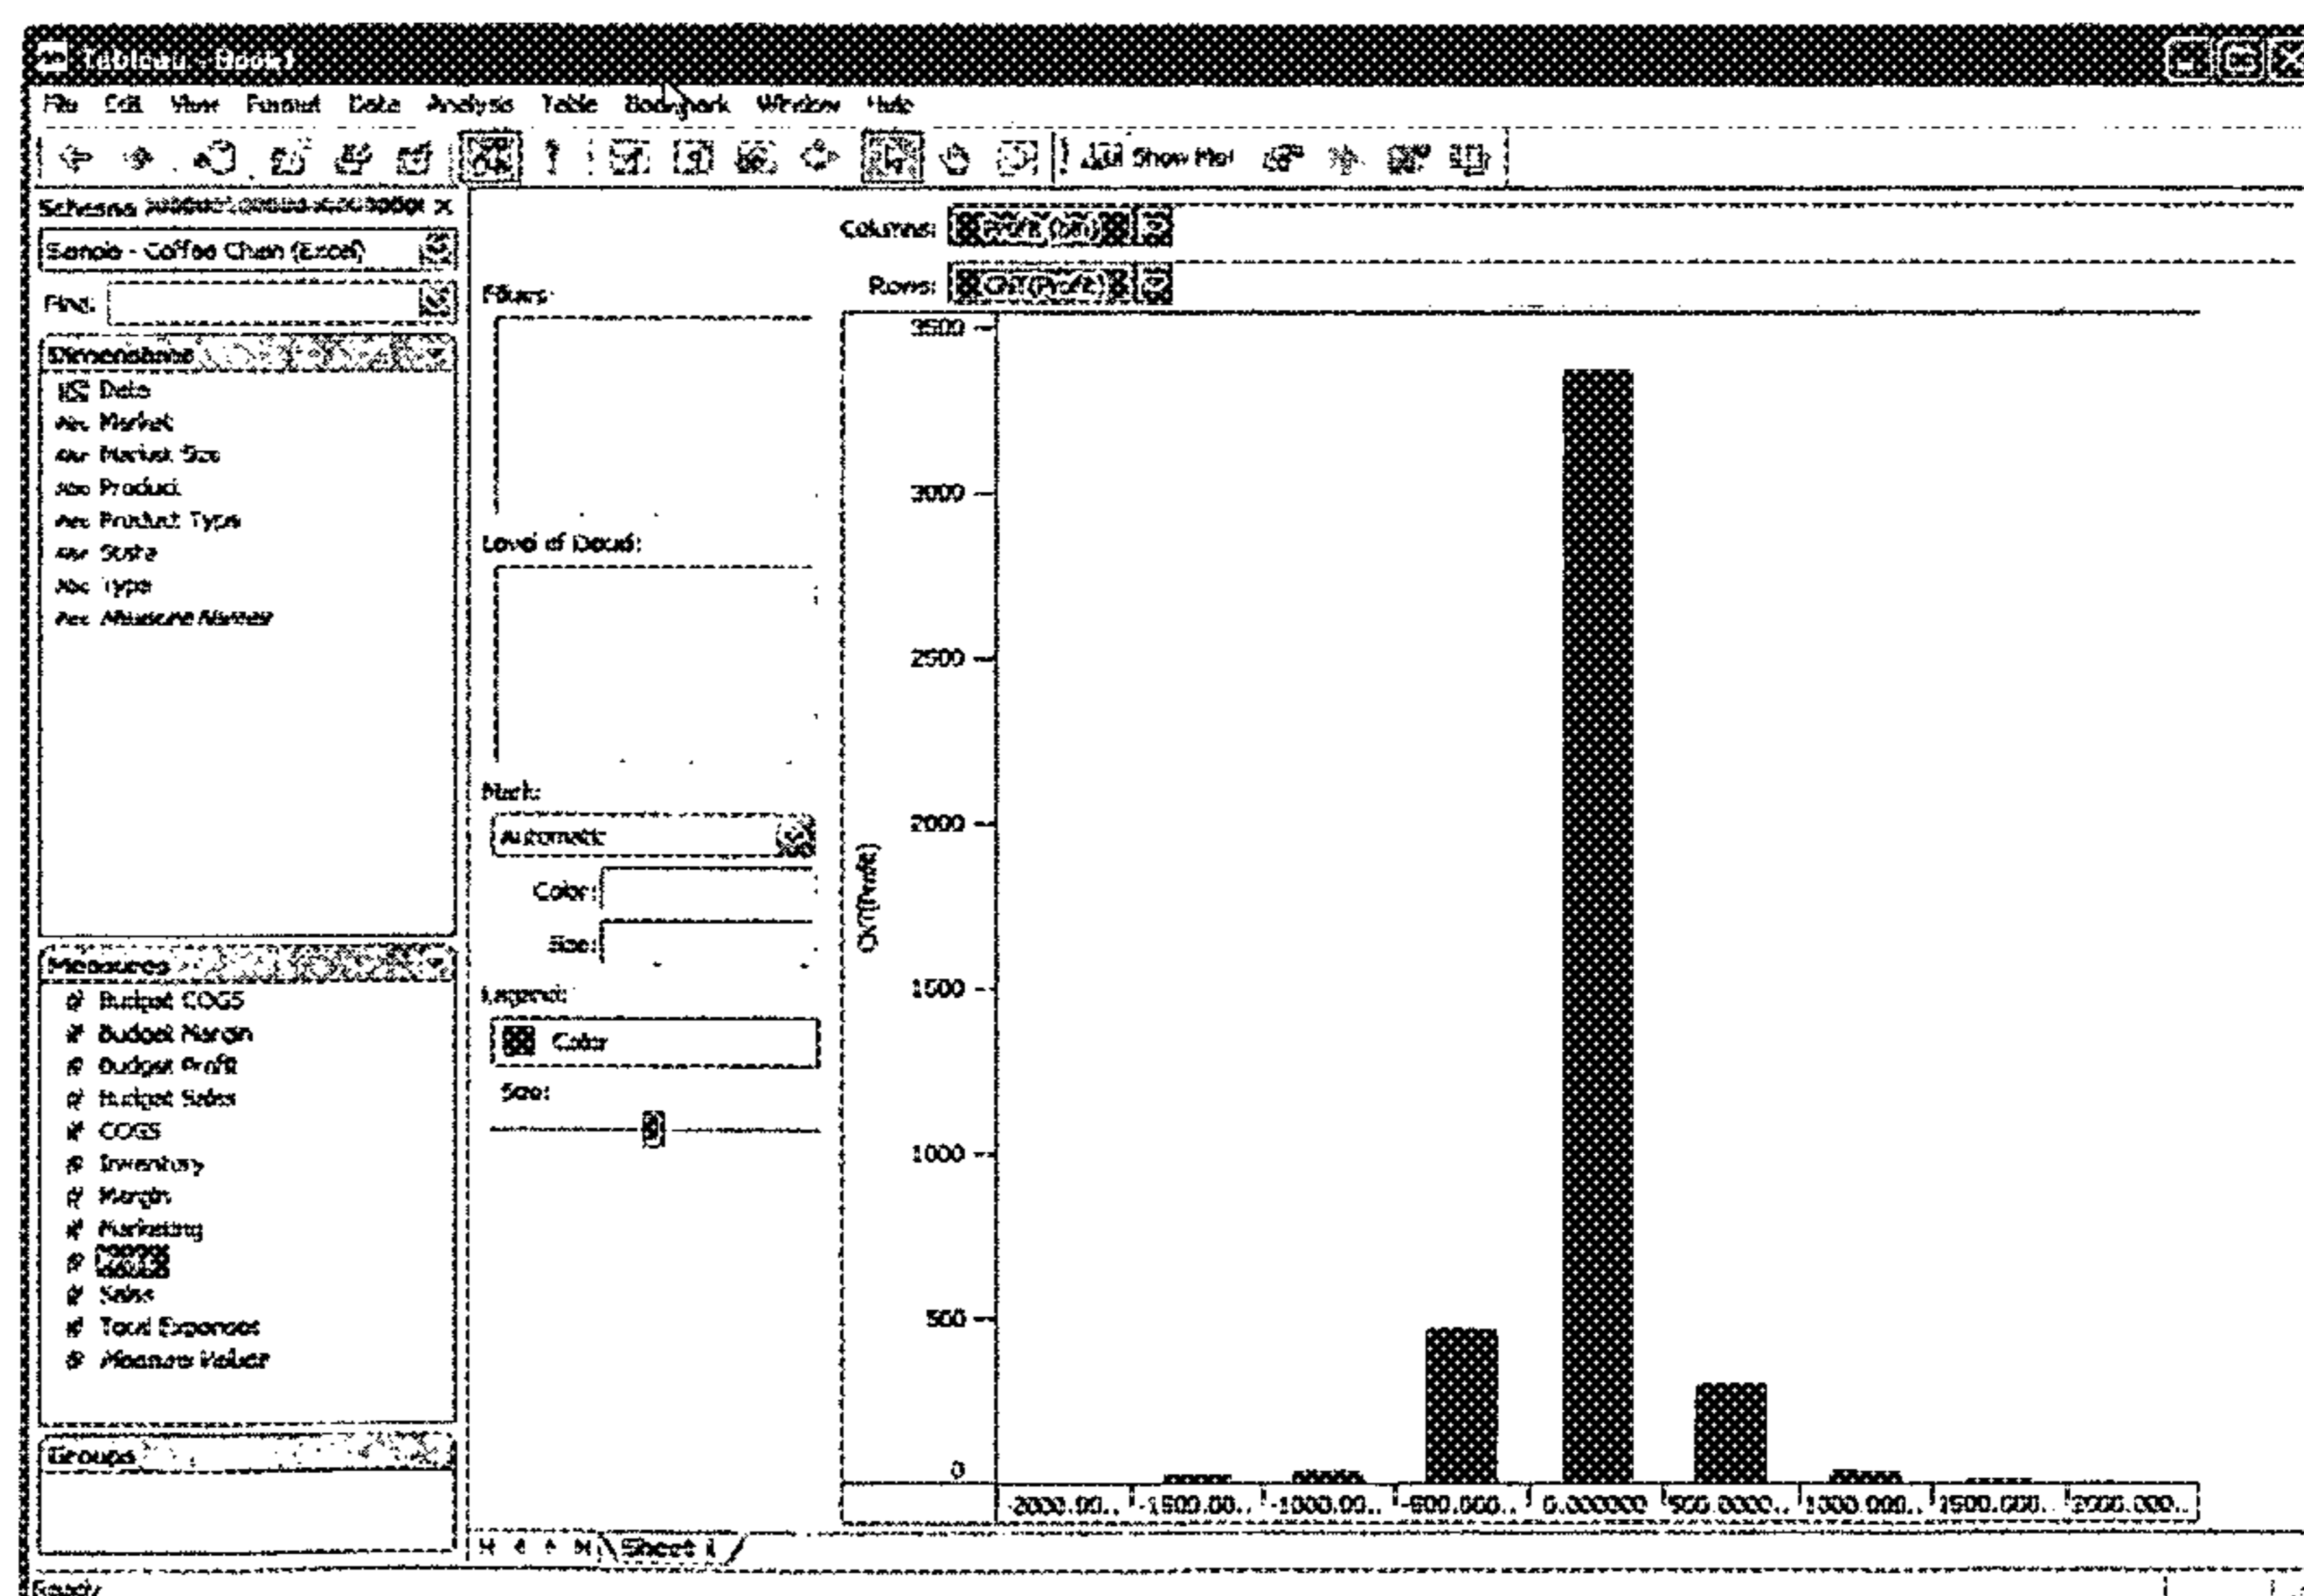 Tableau - Book1
File Edit View Format Data Analysis Table Bookmark Window Help
Show Me!
Schema
Columns: Profit (bin)
Sample - Coffee Chain (Excel)
Rows: CNT(Profit)
Find:
Filters:
Dimensions
Date
Market
Market Size
Product
Abc Product Type
State
Abc Type
Measure Names
Level of Detail:
Mark:
Automatic
Color:
Size:
Legend:
Color
Size:
Measures
Budget COGS
Budget Margin
Budget Profit
Budget Sales
COGS
Inventory
Margin
Marketing
Profit
Sales
Total Expenses
Measure Values
Groups
CNT(Profit)
3500
3000
2500
2000
1500
1000
500
0
-2000.00.. -1500.00.. -1000.00.. -500.000.. 0.000000 500.0000.. 1000.000.. 1500.000.. 2000.000..
Sheet 1
Ready